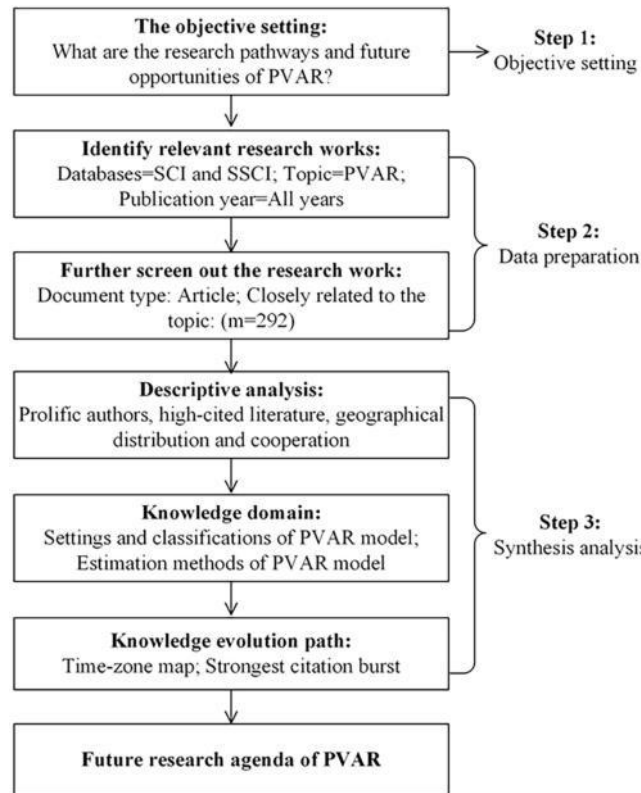 The objective setting:
What are the research pathways and future
opportunities of PVAR?
Step 1:
Objective setting
Identify relevant research works:
Databases=SCI and SSCI; Topic=PVAR;
Publication year=All years
Further screen out the research work:
Document type: Article; Closely related to the
topic: (m=292)
Step 2:
Data preparation
Descriptive analysis:
Prolific authors, high-cited literature, geographical
distribution and cooperation
Knowledge domain:
Settings and classifications of PVAR model;
Estimation methods of PVAR model
Knowledge evolution path:
Time-zone map; Strongest citation burst
Step 3:
Synthesis analysis
Future research agenda of PVAR